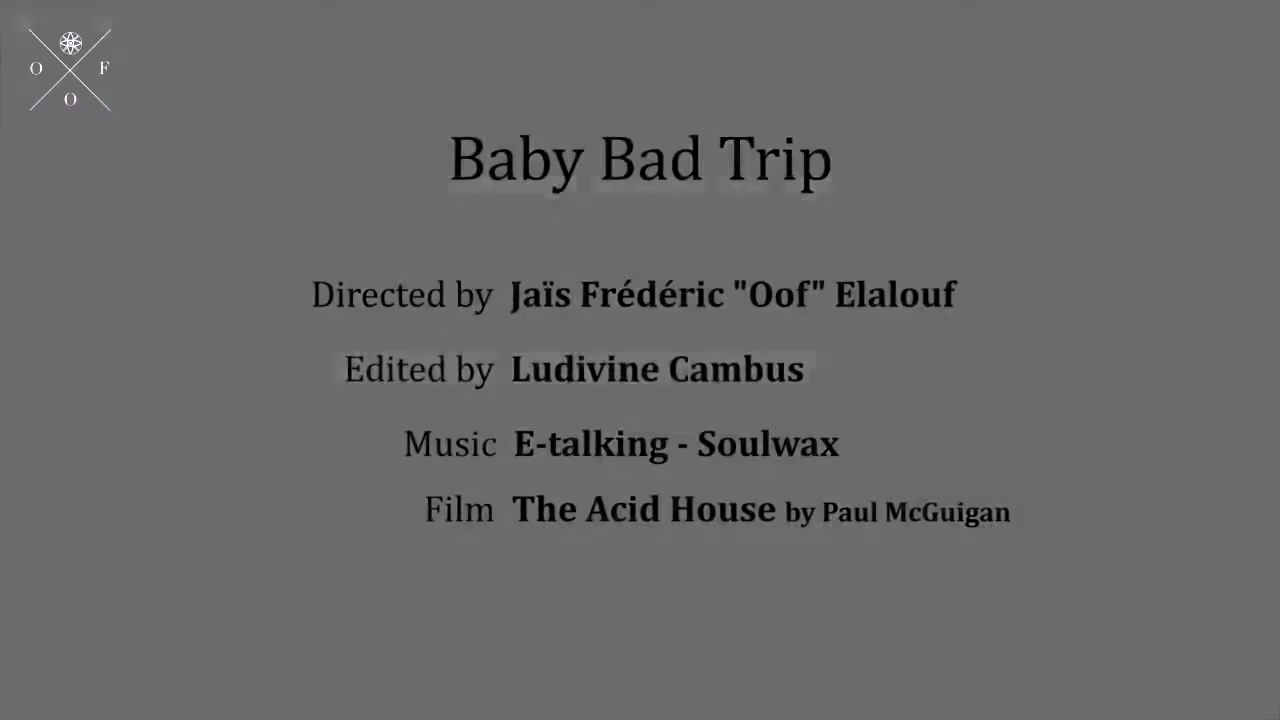 O F
O
Baby Bad Trip
Directed by Jaïs Frédéric "Oof" Elalouf
Edited by Ludivine Cambus
Music E-talking - Soulwax
Film The Acid House by Paul McGuigan